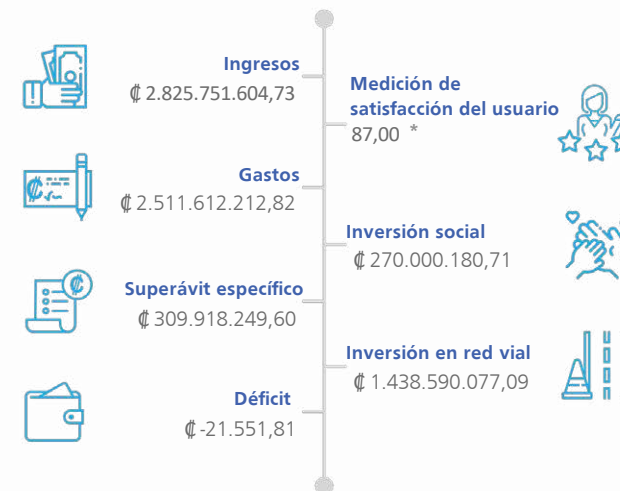 Ingresos
₡ 2.825.751.604,73
Gastos
₡ 2.511.612.212,82
Superávit específico
₡ 309.918.249,60
Déficit
₡ -21.551,81
Medición de
satisfacción del usuario
87,00 *
Inversión social
₡ 270.000.180,71
Inversión en red vial
₡ 1.438.590.077,09